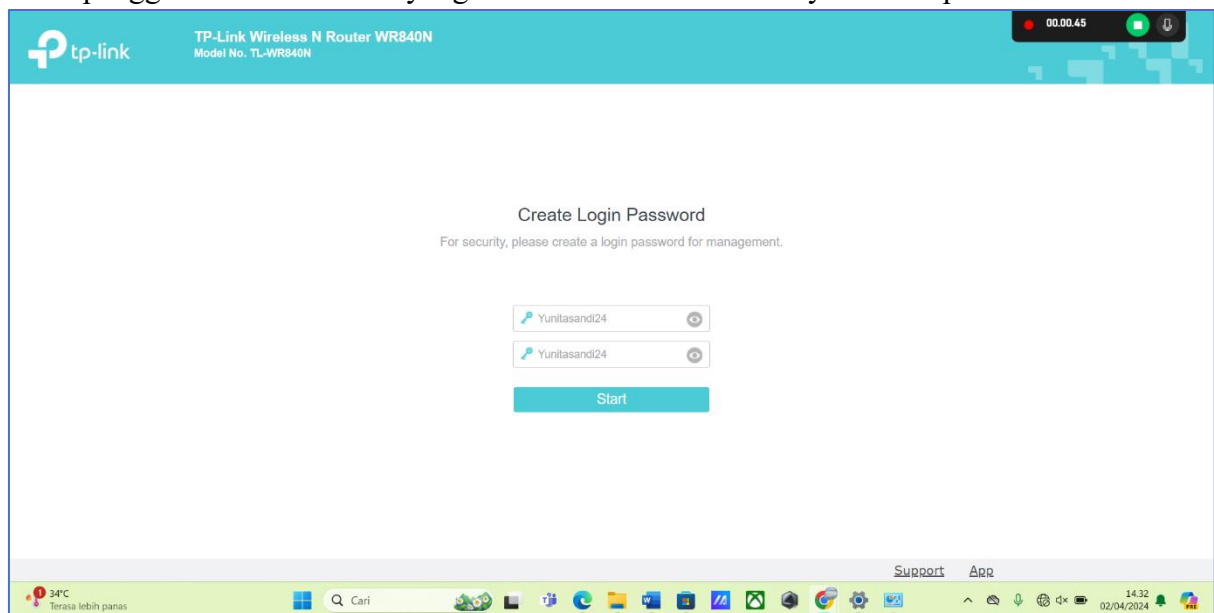 TP-Link Wireless N Router WR840N
tp-link
Model No. TL-WR840N
00.00.45
Create Login Password
For security, please create a login password for management.
Yunitasandi24
Yunitasandi24
Start
Support App
1
34°C
Terasa lebih panas
Cari
14.32
02/04/2024
PRE